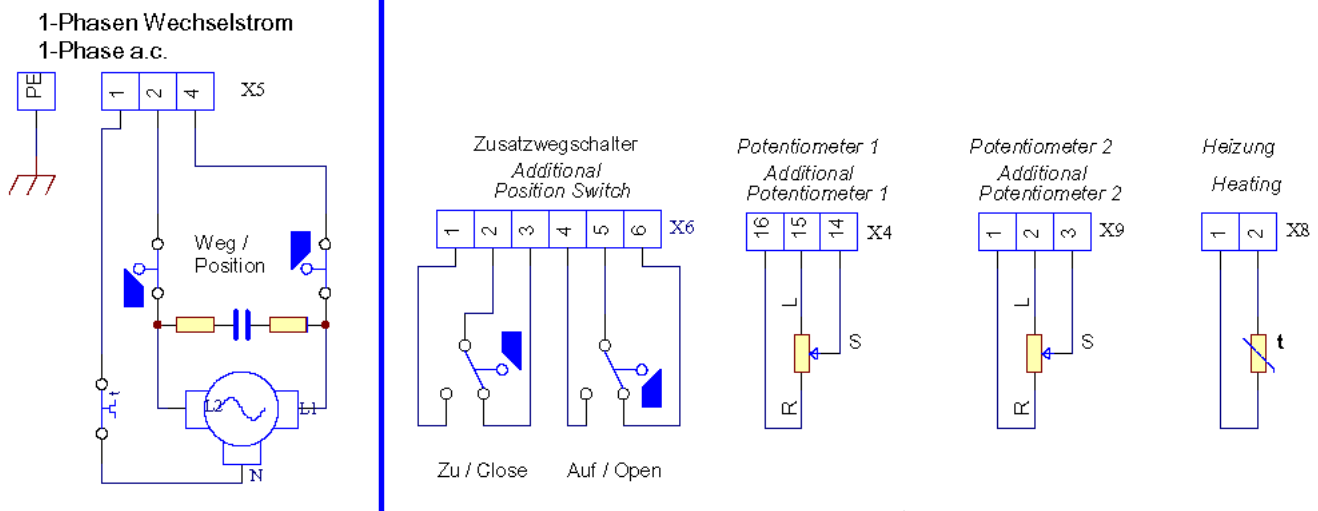 1-Phasen Wechselstrom
1-Phase a.c.
PE
1 2 4 X5
Weg /
Position
t
L2 L1
N
Zusatzwegschalter
Additional
Position Switch
1 2 3 4 5 6 X6
Zu / Close Auf / Open
Potentiometer 1
Additional
Potentiometer 1
16 15 14 X4
L
S
R
Potentiometer 2
Additional
Potentiometer 2
1 2 3 X9
L
S
R
Heizung
Heating
1 2 X8
t